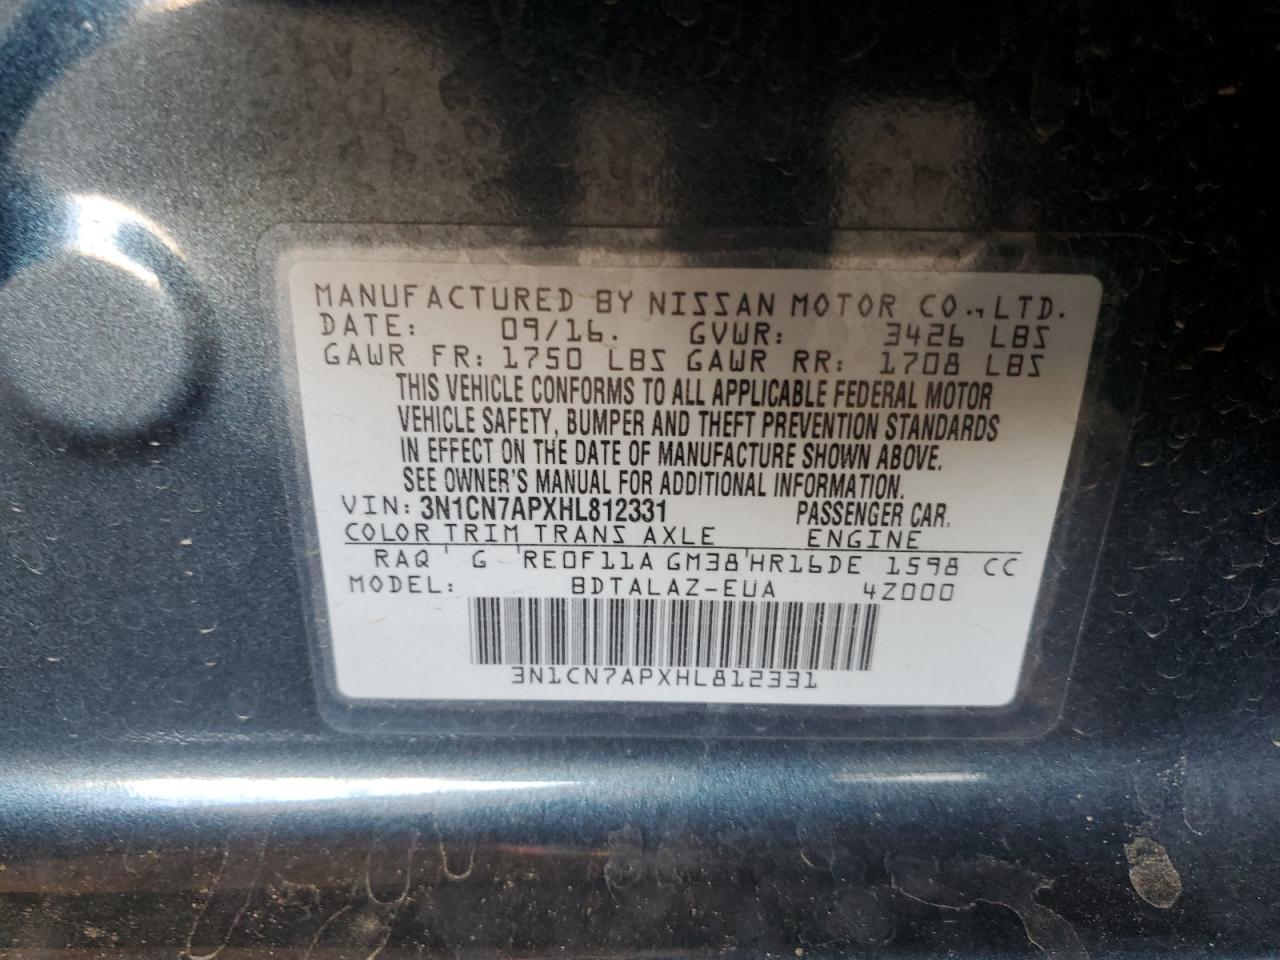 MANUFACTURED BY NISSAN MOTOR CO., LTD.
DATE: 09/16. GVWR: 3426 LBS
GAWR FR: 1750 LBS GAWR RR: 1708 LBS
THIS VEHICLE CONFORMS TO ALL APPLICABLE FEDERAL MOTOR
VEHICLE SAFETY, BUMPER AND THEFT PREVENTION STANDARDS
IN EFFECT ON THE DATE OF MANUFACTURE SHOWN ABOVE.
SEE OWNER'S MANUAL FOR ADDITIONAL INFORMATION.
VIN: 3N1CN7APXHL812331 PASSENGER CAR.
COLOR TRIM TRANS AXLE ENGINE
RAQ ' G 'RE0F11A GM38'HR16DE 1598 CC
MODEL: BDTALAZ-EUA 4Z000
3N1CN7APXHL812331